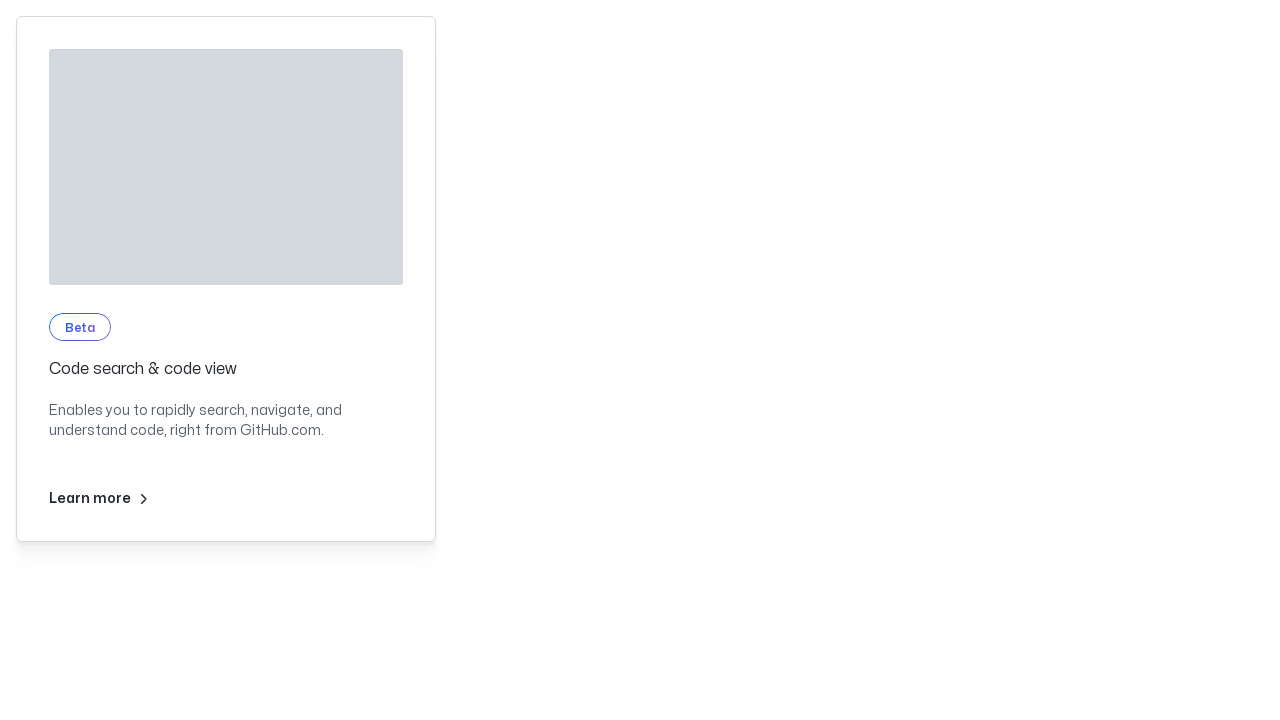 Beta
Code search & code view
Enables you to rapidly search, navigate, and
understand code, right from GitHub.com.
Learn more